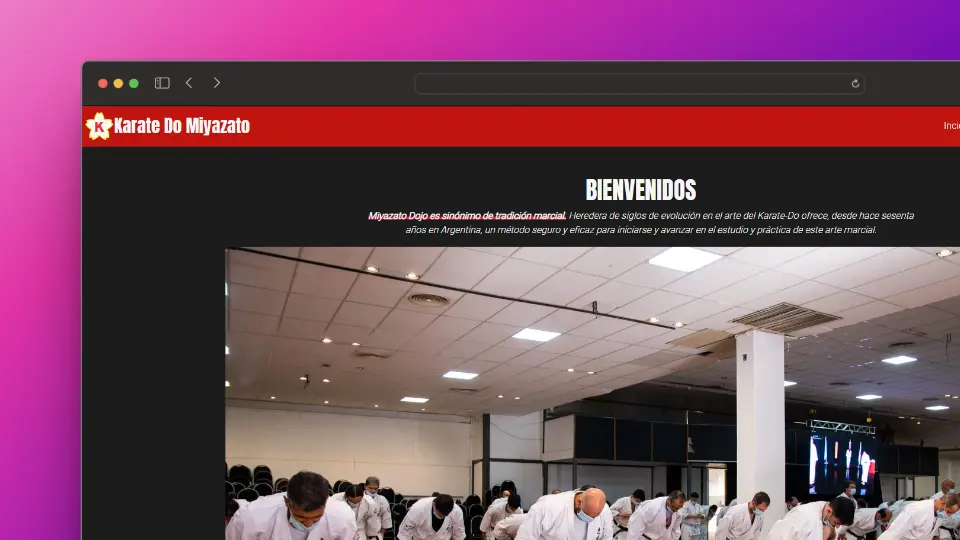 K Karate Do Miyazato
BIENVENIDOS
Miyazato Dojo es sinónimo de tradición marcial. Heredera de siglos de evolución en el arte del Karate-Do ofrece, desde hace sesenta
años en Argentina, un método seguro y eficaz para iniciarse y avanzar en el estudio y práctica de este arte marcial.